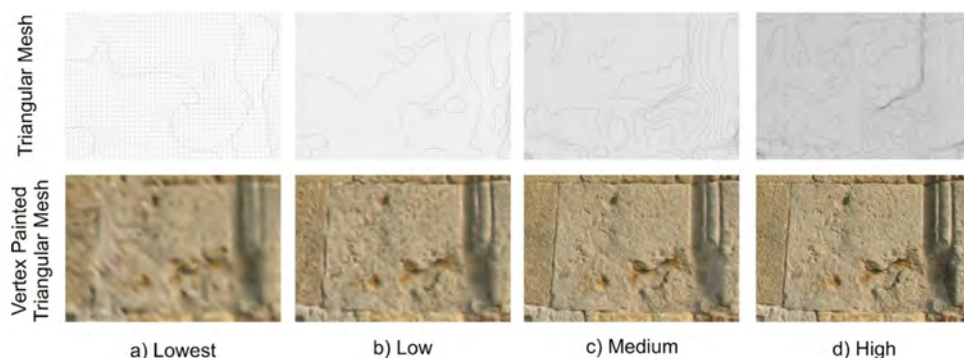 Triangular Mesh
Vertex Painted
Triangular Mesh
a) Lowest
b) Low
c) Medium
d) High